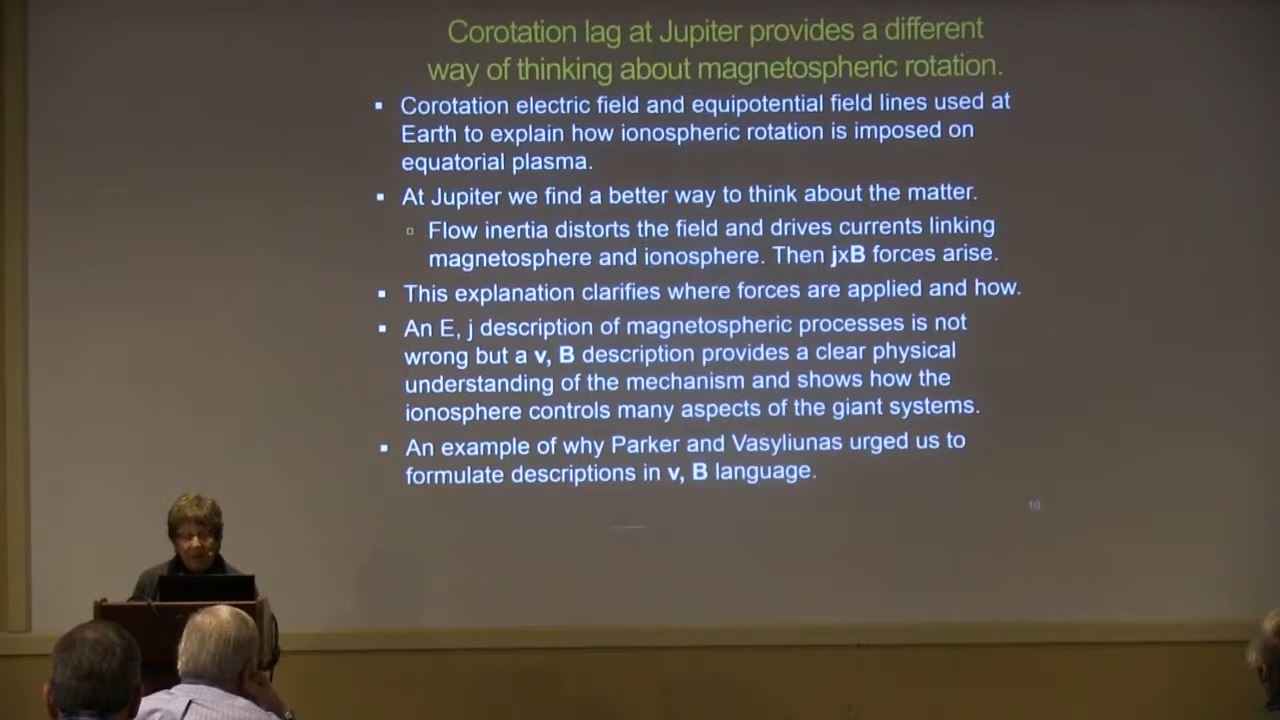 Corotation lag at Jupiter provides a different
way of thinking about magnetospheric rotation.
▪ Corotation electric field and equipotential field lines used at
Earth to explain how ionospheric rotation is imposed on
equatorial plasma.
▪ At Jupiter we find a better way to think about the matter.
▫ Flow inertia distorts the field and drives currents linking
magnetosphere and ionosphere. Then jxB forces arise.
▪ This explanation clarifies where forces are applied and how.
▪ An E, j description of magnetospheric processes is not
wrong but a v, B description provides a clear physical
understanding of the mechanism and shows how the
ionosphere controls many aspects of the giant systems.
▪ An example of why Parker and Vasyliunas urged us to
formulate descriptions in v, B language.
10